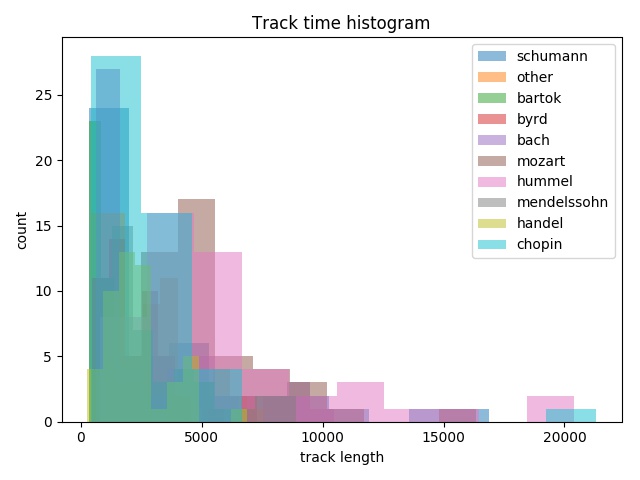 Track time histogram
schumann
other
bartok
byrd
bach
mozart
hummel
mendelssohn
handel
chopin
count
25
20
15
10
5
0
0 5000 10000 15000 20000
track length